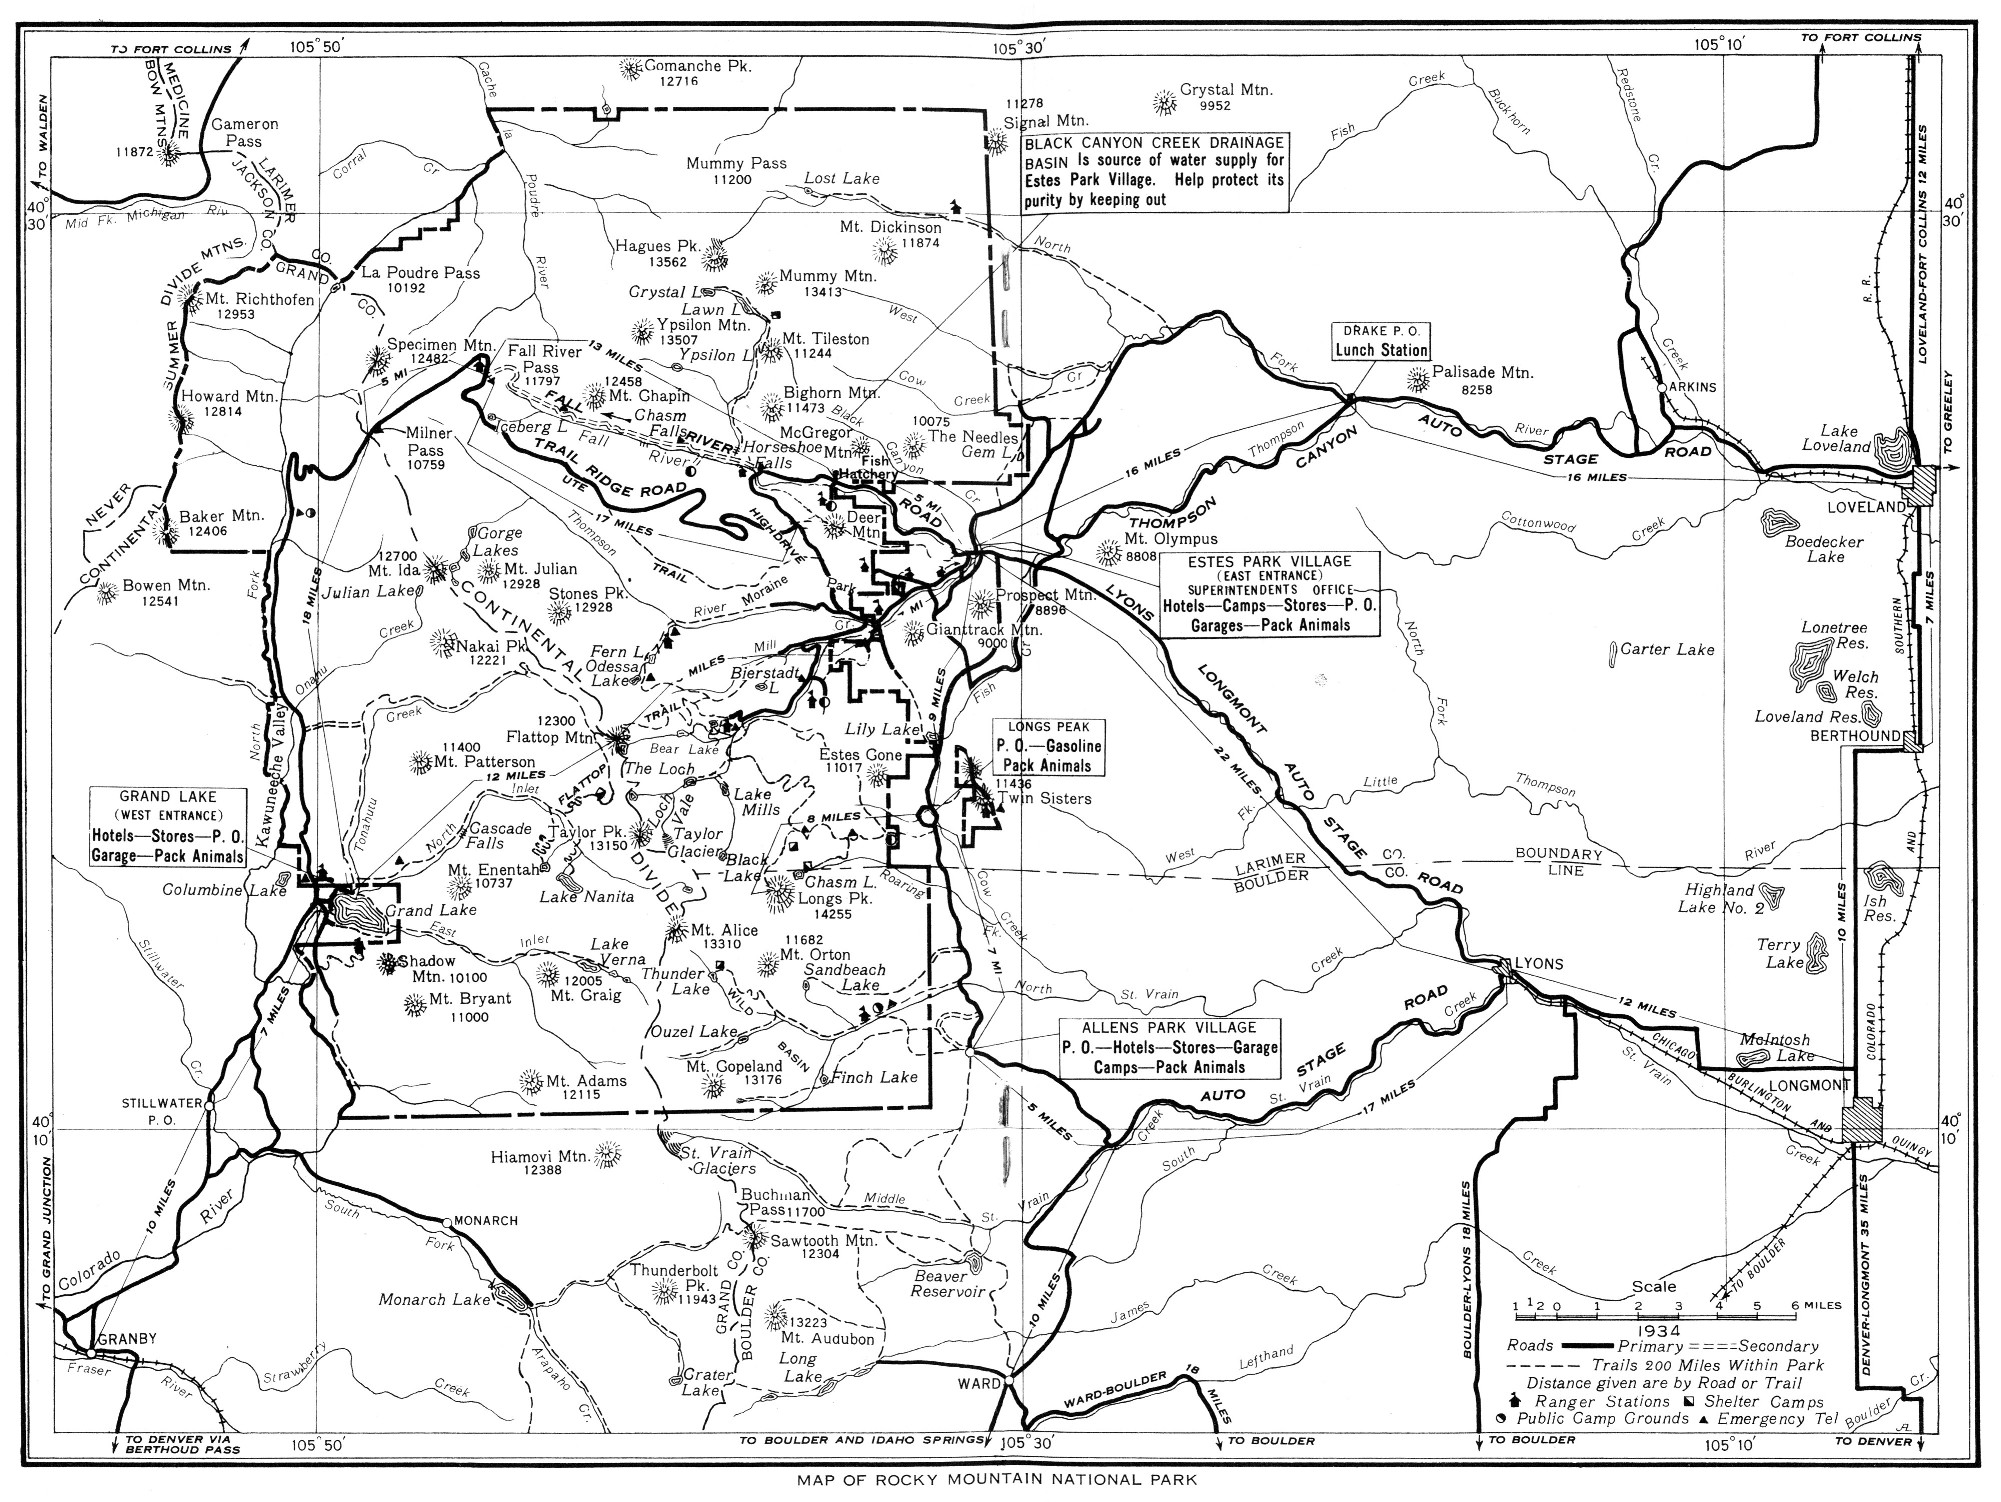 TO FORT COLLINS
105°50'
105°30'
105°10'
TO FORT COLLINS
TO WALDEN
MEDICINE
BOW MTNS
Cameron
Pass
11872
LARIMER
JACKSON CO.
CO.
GRAND
CO.
Corral
Cr
Cache
la
Poudre
River
Comanche Pk.
12716
Mummy Pass
11200
Lost Lake
11278
Signal Mtn.
Crystal Mtn.
9952
BLACK CANYON CREEK DRAINAGE
BASIN Is source of water supply for
Estes Park Village. Help protect its
purity by keeping out
Fish
Creek
Buckhorn
Redstone
Cr.
Creek
40°
30'
40°
30'
Mid Fk. Michigan Riv
DIVIDE MTNS.
SUMMER
La Poudre Pass
10192
Mt. Richthofen
12953
Hagues Pk.
13562
Mt. Dickinson
11874
North
Mummy Mtn.
13413
Crystal L
Lawn L
Ypsilon Mtn.
13507
Ypsilon L
Mt. Tileston
11244
West
Cow
Creek
Cr
Specimen Mtn.
12482
5 MI
Fall River
Pass
11797
13 MILES
12458
Mt. Chapin
Bighorn Mtn.
11473
Black
Canyon
Cr
10075
The Needles
Gem L
McGregor
Mtn
Fish
Hatchery
Chasm
Falls
FALL
RIVER
ROAD
Fall
River
Horseshoe
Falls
Iceberg L
TRAIL RIDGE ROAD
UTE
17 MILES
TRAIL
Thompson
River
HIGHDRIVE
5 MI
Deer
Mtn
Howard Mtn.
12814
Milner
Pass
10759
DRAKE P.O.
Lunch Station
Palisade Mtn.
8258
ARKINS
Fork
Thompson
River
THOMPSON
CANYON
AUTO
STAGE
ROAD
16 MILES
16 MILES
Lake
Loveland
LOVELAND
TO GREELEY
LOVELAND-FORT COLLINS 12 MILES
R. R.
NEVER
CONTINENTAL
Baker Mtn.
12406
Bowen Mtn.
12541
Fork
North
18 MILES
12700
Mt. Ida
Gorge
Lakes
Mt. Julian
12928
Julian Lake
Stones Pk.
12928
CONTINENTAL
DIVIDE
Nakai Pk.
12221
Onahu
Creek
Creek
Tonahutu
Kawuneeche Valley
Moraine
Park
Cr.
Mill
7 MI
Fern L
Odessa
Lake
MILES
TRAIL
FLATTOP
Bierstadt
L
Mt. Olympus
8808
Prospect Mtn.
8896
Gianttrack Mtn.
9000
Fish
Cr
ESTES PARK VILLAGE
(EAST ENTRANCE)
SUPERINTENDENTS OFFICE
Hotels—Camps—Stores—P. O.
Garages—Pack Animals
LYONS
LONGMONT
AUTO
STAGE
ROAD
22 MILES
Cottonwood
Creek
Boedecker
Lake
Carter Lake
Lonetree
Res.
Welch
Res.
Loveland Res.
BERTHOUND
SOUTHERN
7 MILES
North
Fork
Little
Thompson
River
West
Fk.
12300
Flattop Mtn.
Bear Lake
Lily Lake
9 MILES
11400
Mt. Patterson
12 MILES
Inlet
North
The Loch
Loch
Vale
Lake
Mills
Estes Cone
11017
LONGS PEAK
P. O.—Gasoline
Pack Animals
11436
Twin Sisters
8 MILES
GRAND LAKE
(WEST ENTRANCE)
Hotels—Stores—P. O.
Garage—Pack Animals
Cascade
Falls
Taylor Pk.
13150
Taylor
Glacier
Black
Lake
Mt. Enentah
10737
Lake Nanita
Chasm L.
Longs Pk.
14255
Roaring
Fk.
Cow
Creek
LARIMER
BOULDER
CO.
CO.
BOUNDARY
LINE
Columbine Lake
Grand Lake
East
Inlet
Lake
Verna
Shadow
Mtn. 10100
12005
Mt. Craig
Mt. Bryant
11000
Mt. Alice
13310
11682
Mt. Orton
Sandbeach
Lake
Thunder
Lake
WILD
BASIN
Ouzel Lake
Mt. Copeland
13176
Finch Lake
7 MI
North
St. Vrain
Creek
Highland
Lake No. 2
Ish
Res.
Terry
Lake
10 MILES
AND
COLORADO
LYONS
12 MILES
ROAD
Creek
STAGE
AUTO
St.
Vrain
17 MILES
ALLENS PARK VILLAGE
P. O.—Hotels—Stores—Garage
Camps—Pack Animals
5 MILES
McIntosh
Lake
LONGMONT
CHICAGO
BURLINGTON
AND
QUINCY
St. Vrain
Creek
Stillwater
Cr.
7 MILES
STILLWATER
P. O.
Mt. Adams
12115
40°
10'
40°
10'
Hiamovi Mtn.
12388
St. Vrain
Glaciers
Buchman
Pass 11700
Sawtooth Mtn.
12304
Middle
St.
Vrain
South
Creek
10 MILES
River
Colorado
TO GRAND JUNCTION
South
Fork
MONARCH
Monarch Lake
Thunderbolt
Pk.
11943
GRAND CO.
BOULDER CO.
Beaver
Reservoir
10 MILES
13223
Mt. Audubon
Long
Lake
Crater
Lake
Arapaho
Cr.
GRANBY
Fraser
River
Strawberry
Creek
WARD
James
Creek
Lefthand
Creek
WARD-BOULDER 18
MILES
BOULDER-LYONS 18 MILES
DENVER-LONGMONT 35 MILES
TO BOULDER
Scale
1 1/2 0 1 2 3 4 5 6 MILES
1934
Roads Primary Secondary
Trails 200 Miles Within Park
Distance given are by Road or Trail
Ranger Stations Shelter Camps
Public Camp Grounds Emergency Tel
Boulder
Cr.
TO DENVER VIA
BERTHOUD PASS
105°50'
TO BOULDER AND IDAHO SPRINGS
105°30'
TO BOULDER
TO BOULDER
105°10'
TO DENVER
MAP OF ROCKY MOUNTAIN NATIONAL PARK